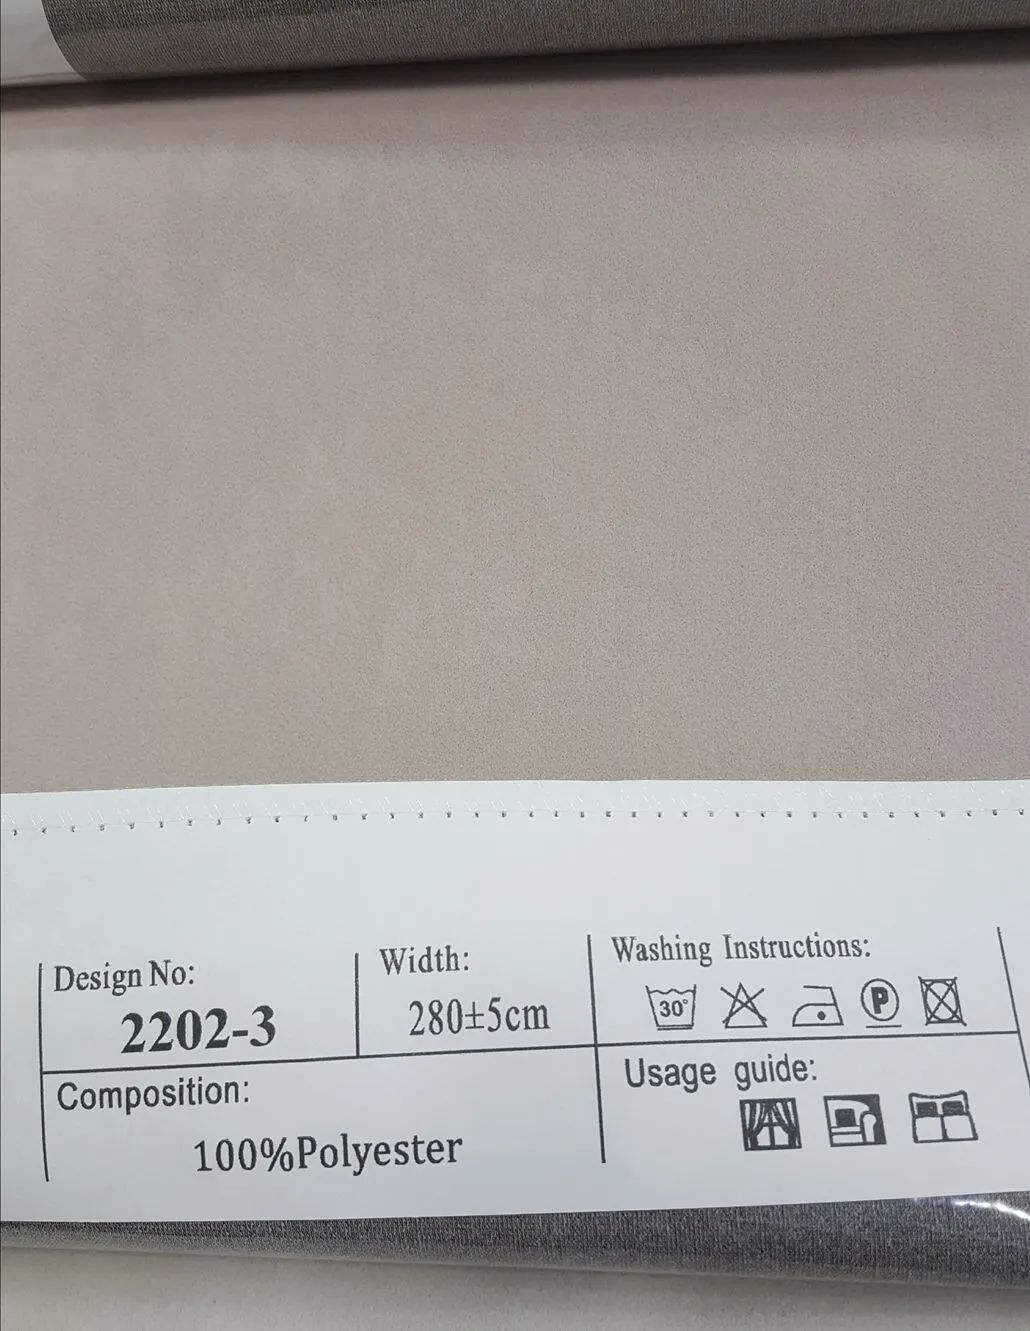 Design No:
2202-3
Width:
280±5cm
Washing Instructions:
30° P
Composition:
100%Polyester
Usage guide: